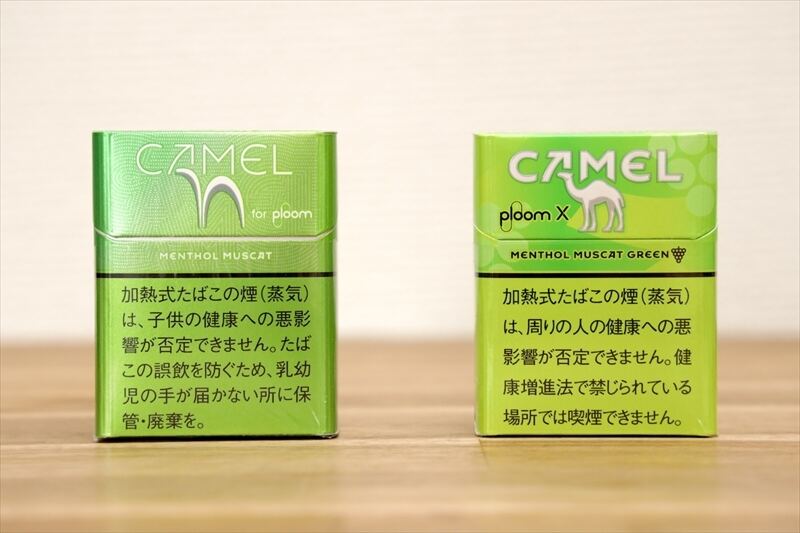 CAMEL
for ploom
MENTHOL MUSCAT
加熱式たばこの煙(蒸気)
は、子供の健康への悪影
響が否定できません。たば
この誤飲を防ぐため、乳幼
児の手が届かない所に保
管・廃棄を。
CAMEL
ploom X
MENTHOL MUSCAT GREEN
加熱式たばこの煙(蒸気)
は、周りの人の健康への悪
影響が否定できません。健
康増進法で禁じられている
場所では喫煙できません。